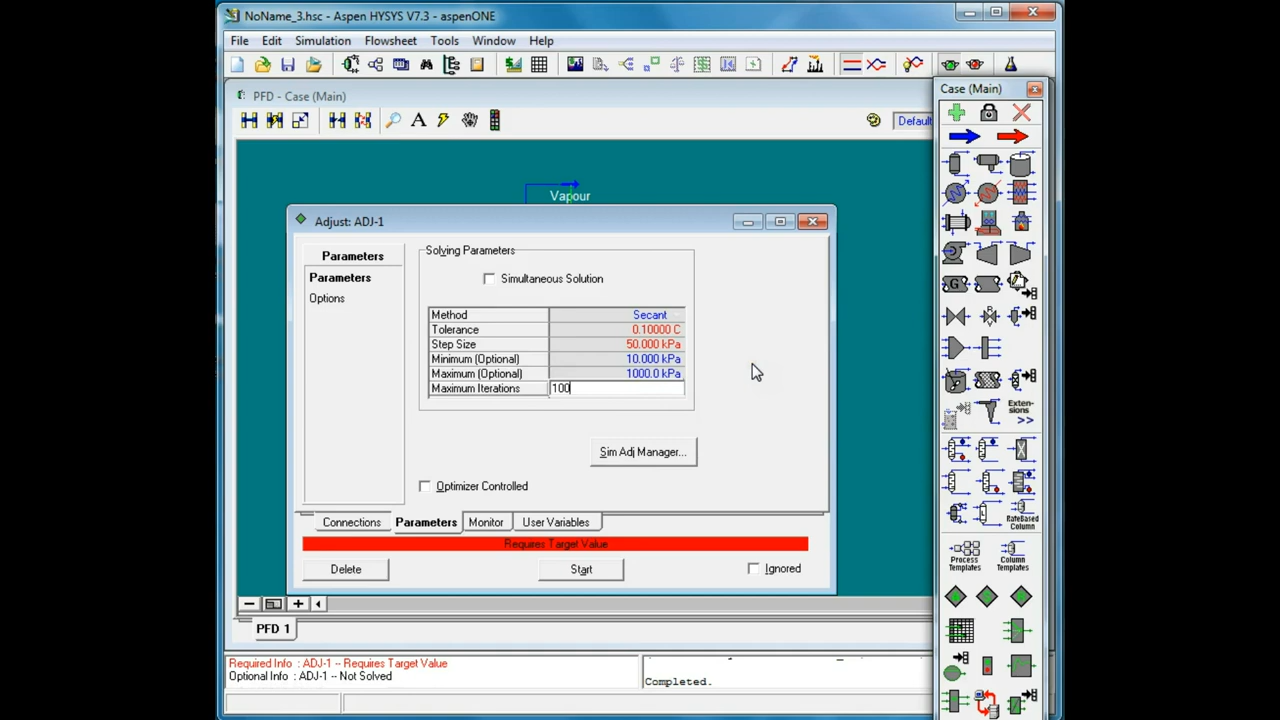 NoName_3.hsc - Aspen HYSYS V7.3 - aspenONE
File Edit Simulation Flowsheet Tools Window Help
PFD - Case (Main)
Case (Main)
A
Default
Vapour
Adjust: ADJ-1
Parameters
Parameters
Options
Solving Parameters
Simultaneous Solution
Method Secant
Tolerance 0.10000 C
Step Size 50.000 kPa
Minimum (Optional) 10.000 kPa
Maximum (Optional) 1000.0 kPa
Maximum Iterations 100
Sim Adj Manager...
Optimizer Controlled
Connections Parameters Monitor User Variables
Requires Target Value
Delete Start Ignored
PFD 1
Required Info : ADJ-1 -- Requires Target Value
Optional Info : ADJ-1 -- Not Solved
Completed.
G
Exten-
sions
>>
RateBased
Column
Process
Templates
Column
Templates